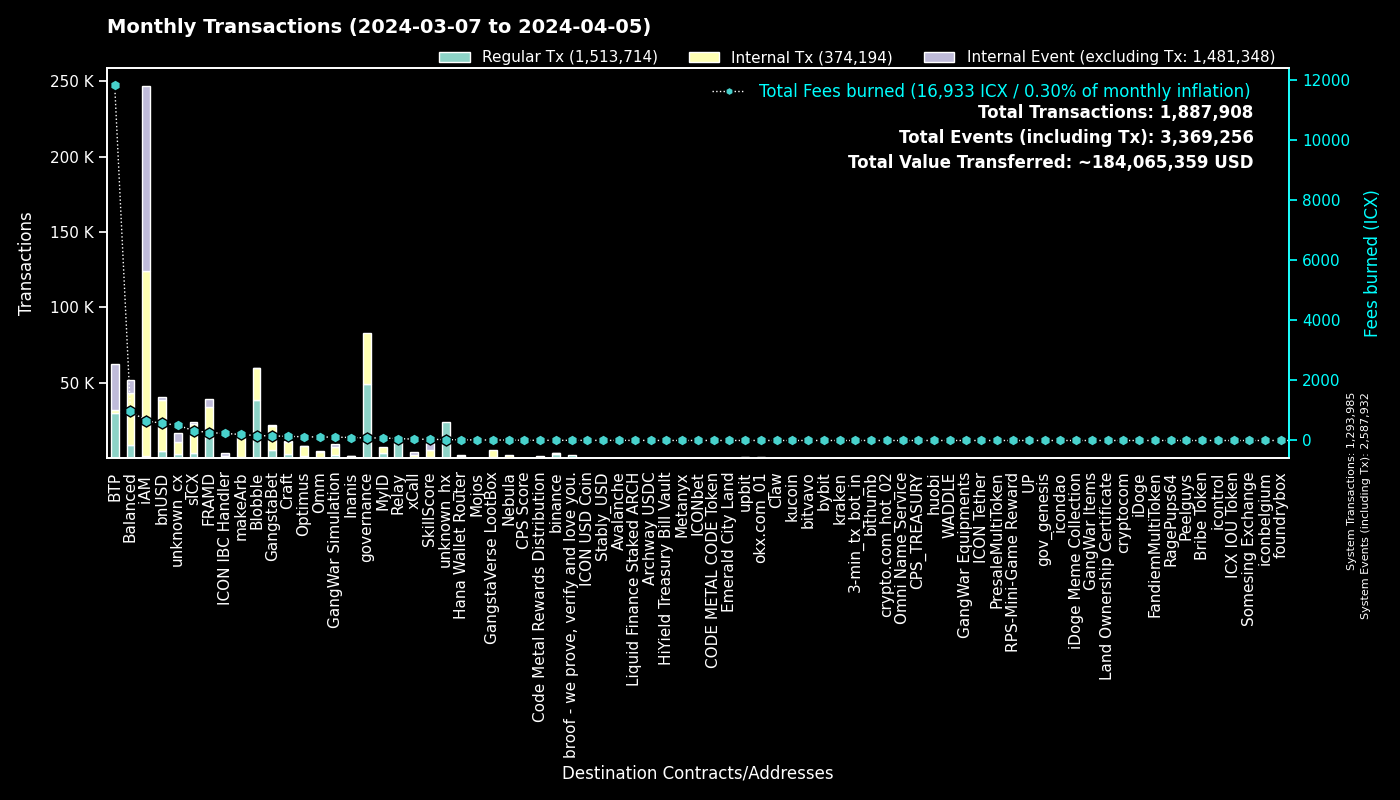 Monthly Transactions (2024-03-07 to 2024-04-05)
Regular Tx (1,513,714)
Internal Tx (374,194)
Internal Event (excluding Tx: 1,481,348)
Total Fees burned (16,933 ICX / 0.30% of monthly inflation)
Total Transactions: 1,887,908
Total Events (including Tx): 3,369,256
Total Value Transferred: ~184,065,359 USD
Transactions
250 K
200 K
150 K
100 K
50 K
12000
10000
8000
6000
4000
2000
0
Fees burned (ICX)
System Transactions: 1,293,985
System Events (including Tx): 2,587,932
BTP
Balanced
iAM
bnUSD
unknown_cx
sICX
FRAMD
ICON IBC Handler
makeArb
Blobble
GangstaBet
Craft
Optimus
Omm
GangWar Simulation
Inanis
governance
MyID
Relay
xCall
SkillScore
unknown_hx
Hana Wallet Router
Mojos
GangstaVerse LootBox
Nebula
CPS Score
Code Metal Rewards Distribution
binance
broof - we prove, verify and love you.
ICON USD Coin
Stably_USD
Avalanche
Liquid Finance Staked ARCH
Archway_USDC
HiYield Treasury Bill Vault
Metanyx
ICONbet
CODE METAL CODE Token
Emerald City Land
upbit
okx.com_01
Claw
kucoin
bitvavo
bybit
kraken
3-min_tx_bot_in
bithumb
crypto.com_hot_02
Omni Name Service
CPS_TREASURY
huobi
WADDLE
GangWar Equipments
ICON Tether
PresaleMultiToken
RPS-Mini-Game Reward
UP
gov_genesis
icondao
iDoge Meme Collection
GangWar Items
Land Ownership Certificate
cryptocom
iDoge
FandiemMultiToken
RagePups64
Peelguys
Bribe Token
icontrol
ICX IOU Token
Somesing Exchange
iconbelgium
foundrybox
Destination Contracts/Addresses